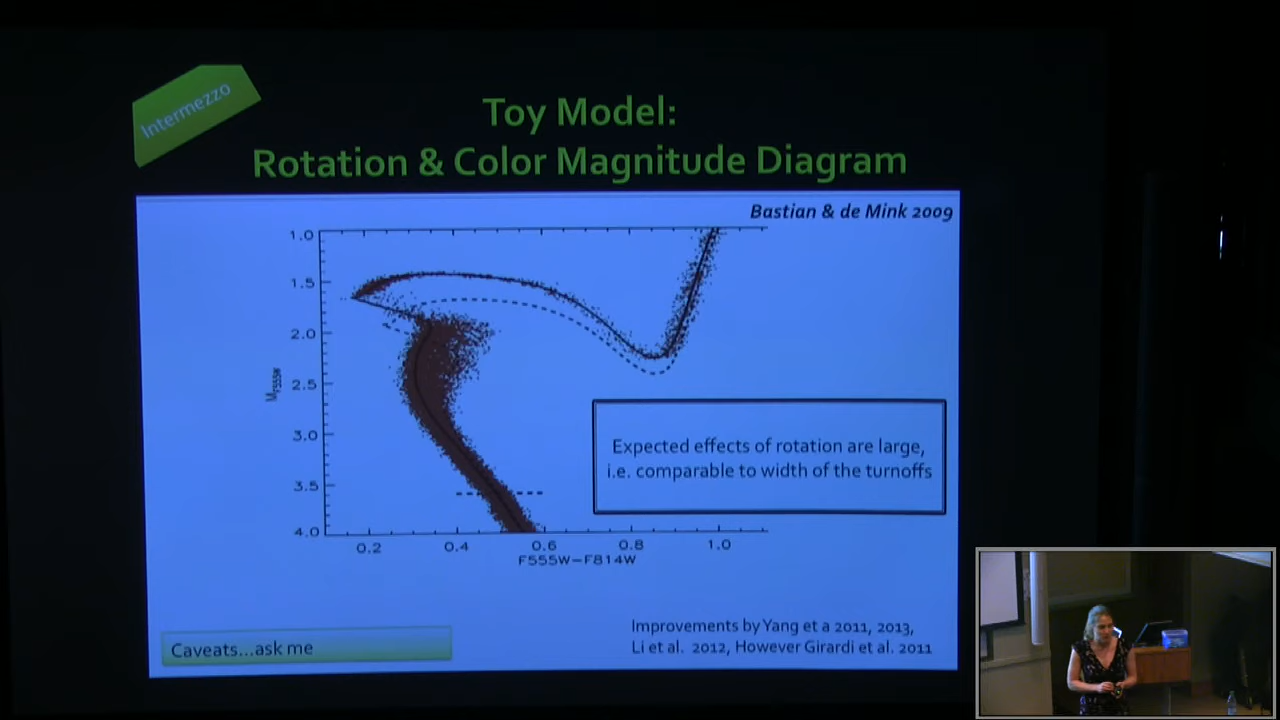 Intermezzo
Toy Model:
Rotation & Color Magnitude Diagram
Bastian & de Mink 2009
1.0
1.5
2.0
2.5
3.0
3.5
4.0
MF555W
0.2 0.4 0.6 0.8 1.0
F555W–F814W
Expected effects of rotation are large,
i.e. comparable to width of the turnoffs
Caveats...ask me
Improvements by Yang et a 2011, 2013,
Li et al. 2012, However Girardi et al. 2011